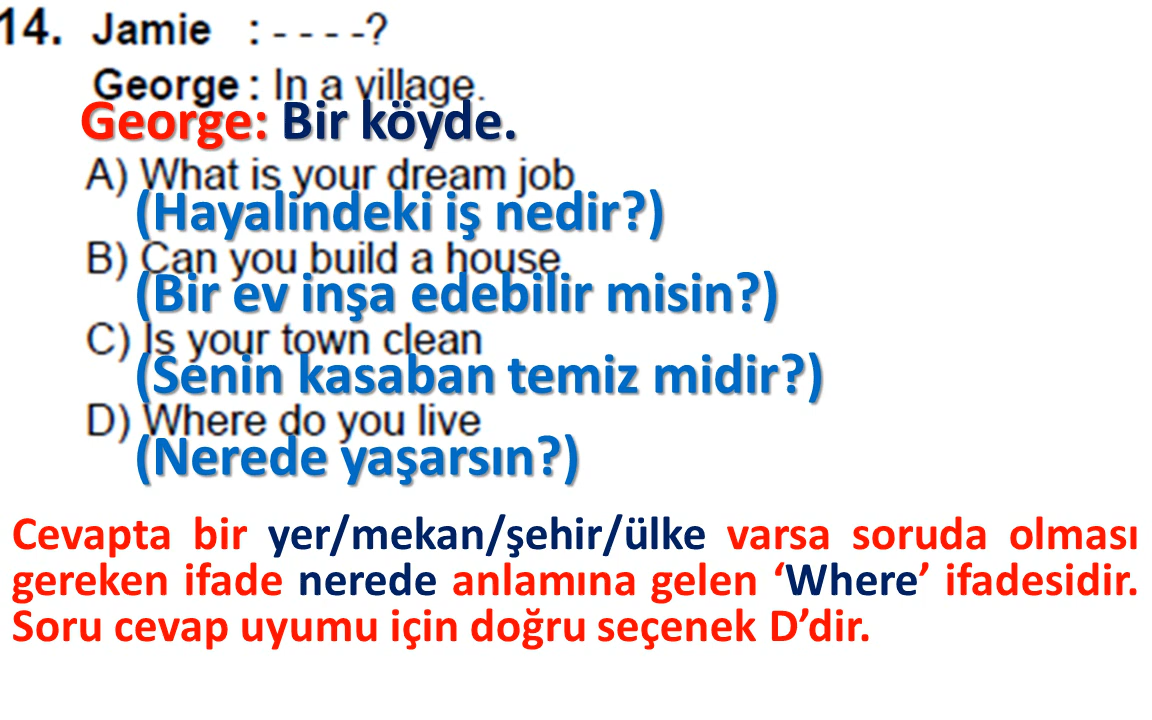 14. Jamie : - - - -?
George : In a village.
George: Bir köyde.
A) What is your dream job
(Hayalindeki iş nedir?)
B) Can you build a house
(Bir ev inşa edebilir misin?)
C) Is your town clean
(Senin kasaban temiz midir?)
D) Where do you live
(Nerede yaşarsın?)
Cevapta bir yer/mekan/şehir/ülke varsa soruda olması
gereken ifade nerede anlamına gelen ‘Where’ ifadesidir.
Soru cevap uyumu için doğru seçenek D’dir.